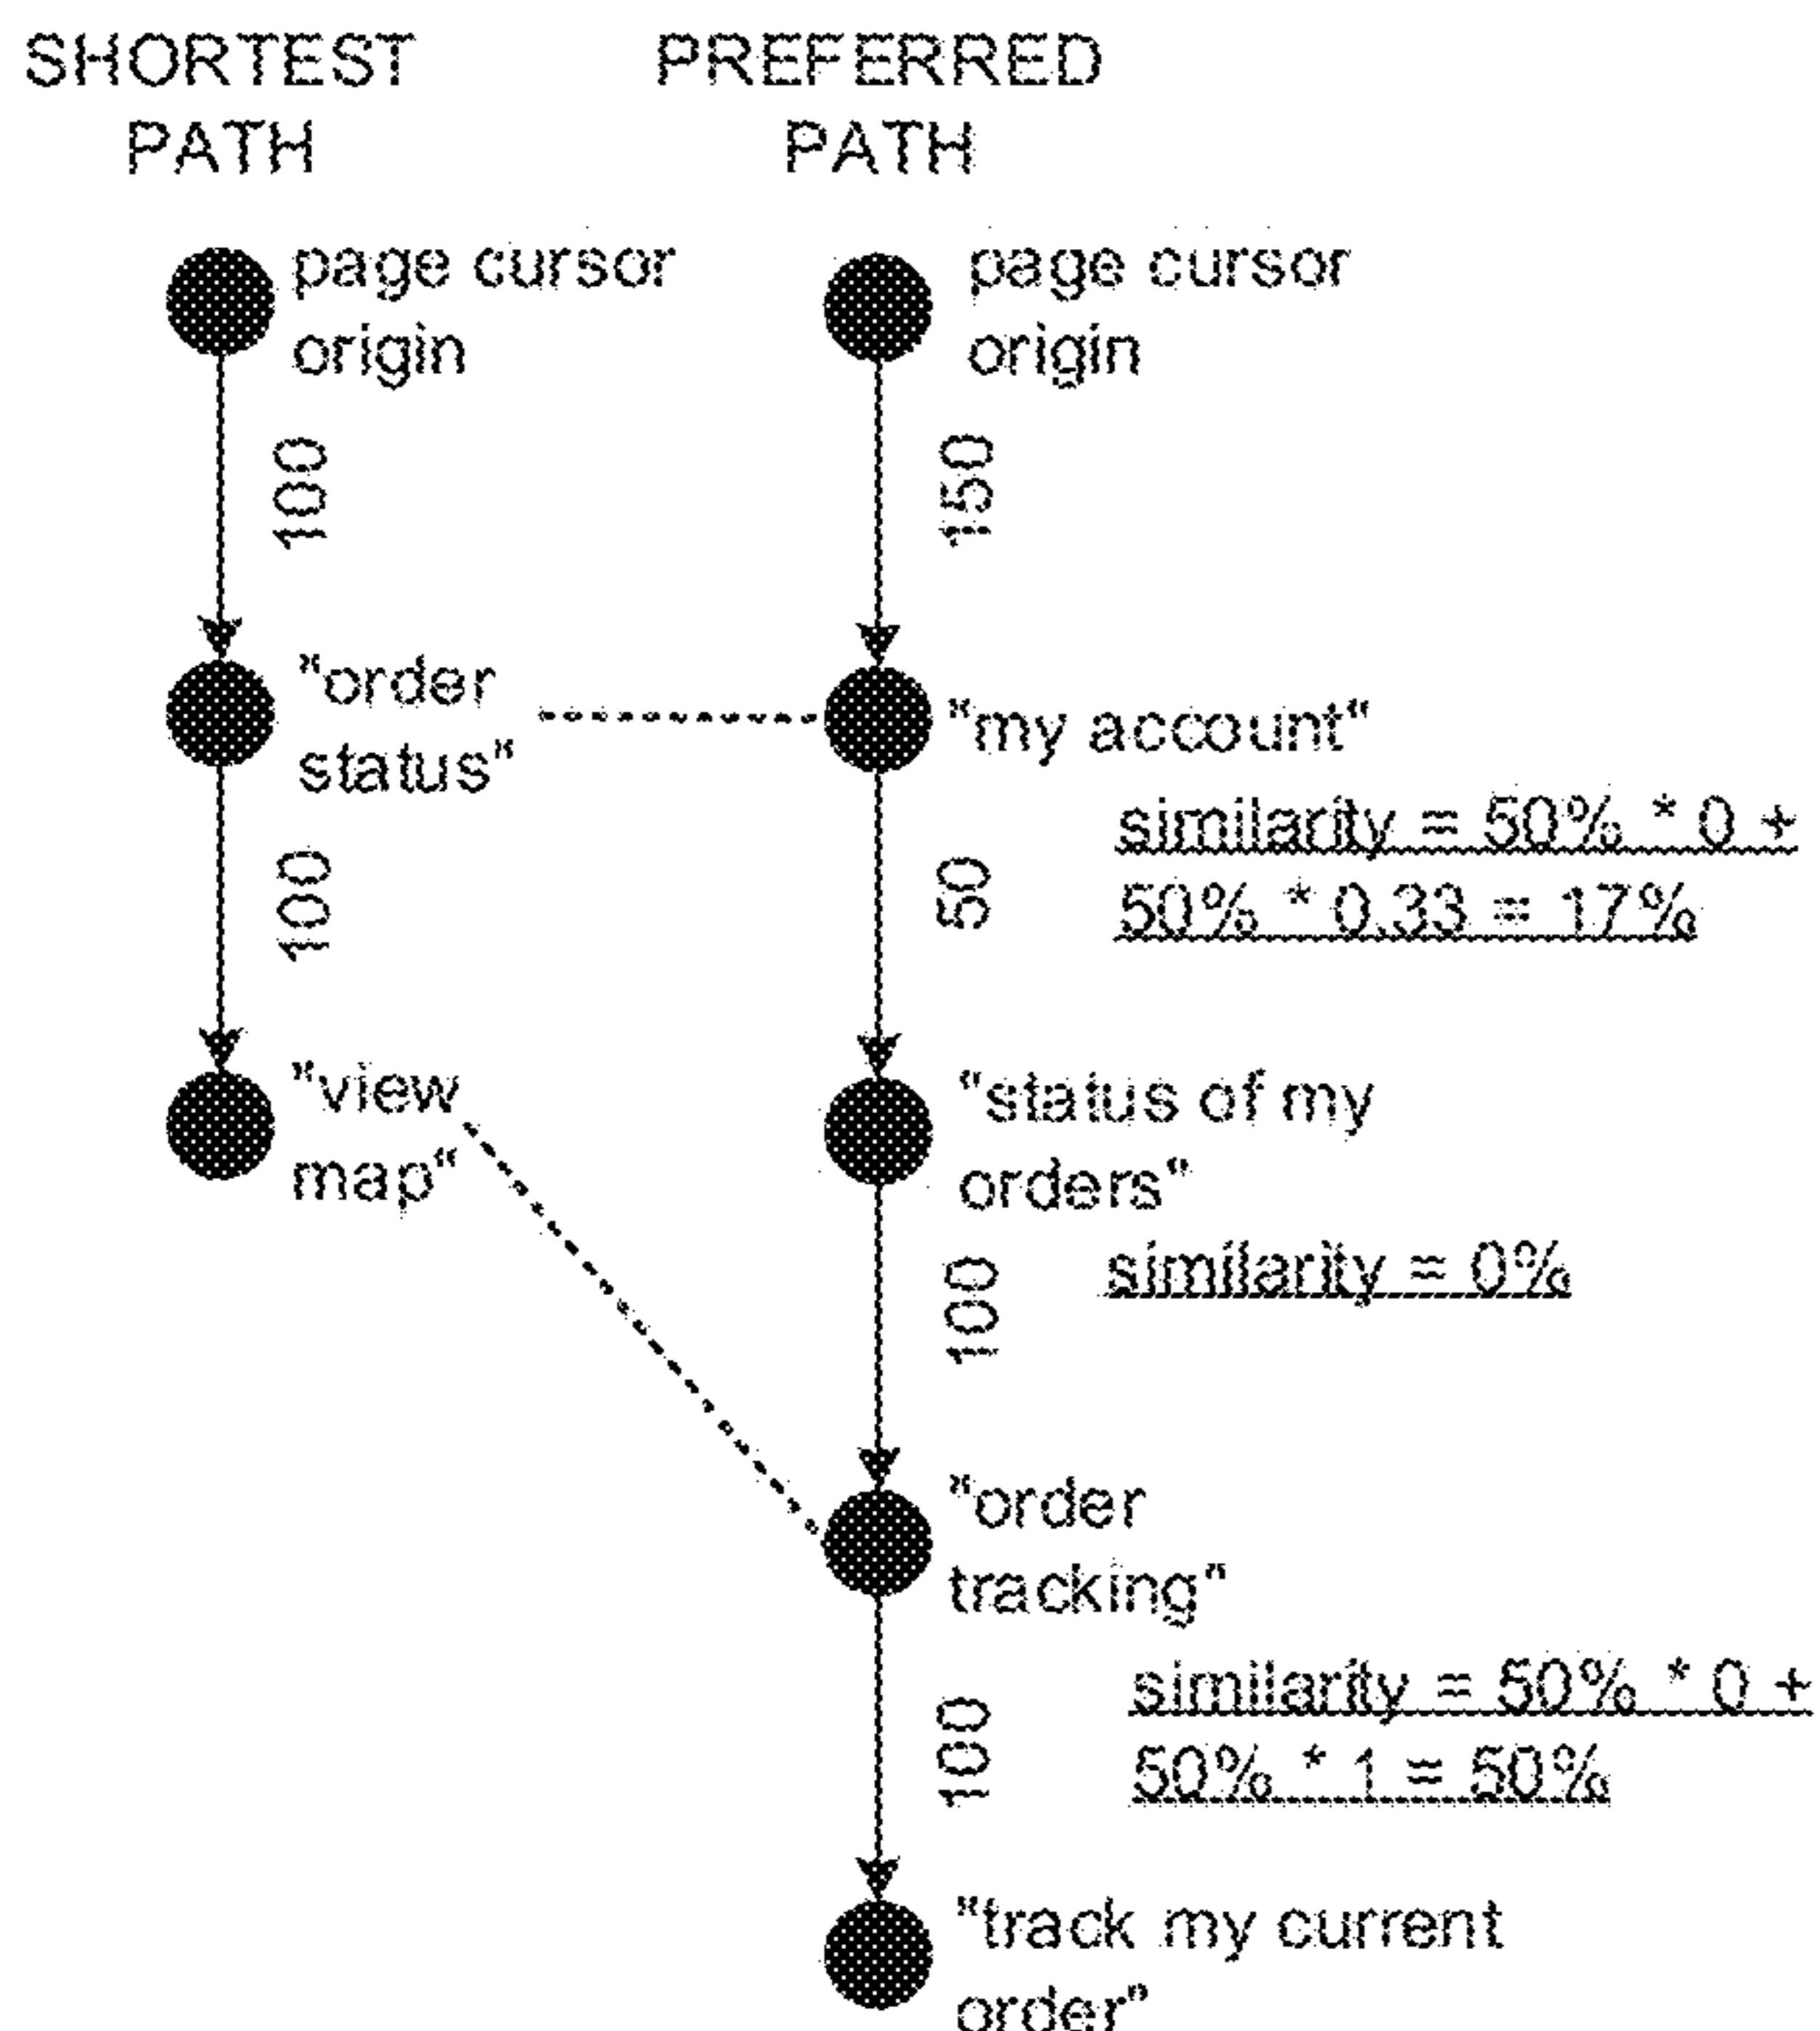 SHORTEST
PATH
PREFERRED
PATH
page cursor
origin
100
"order
status"
100
"view
map"
page cursor
origin
150
"my account"
similarity = 50% * 0 +
50% * 0.33 = 17%
50
"status of my
orders"
similarity = 0%
100
"order
tracking"
similarity = 50% * 0 +
50% * 1 = 50%
100
"track my current
order"